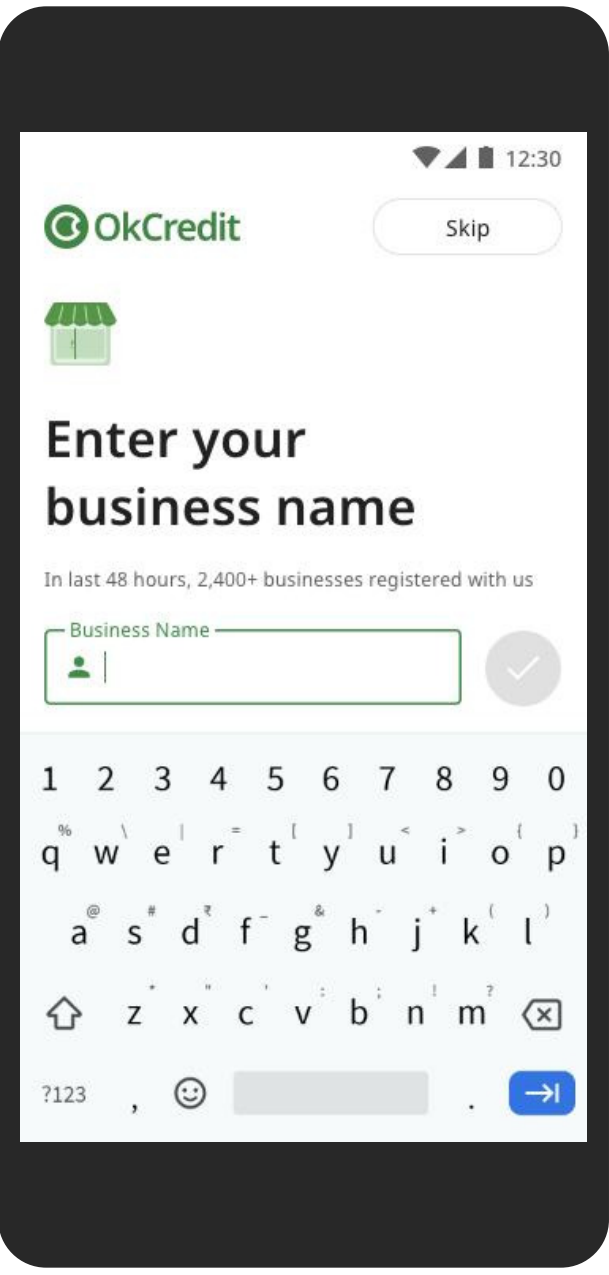 12:30
OkCredit
Skip
Enter your
business name
In last 48 hours, 2,400+ businesses registered with us
Business Name
1 2 3 4 5 6 7 8 9 0
% \ | = [ ] < > { }
q w e r t y u i o p
@ # ₹ _ & - + ( )
a s d f g h j k l
* " ' : ; ! ?
z x c v b n m
?123 , .